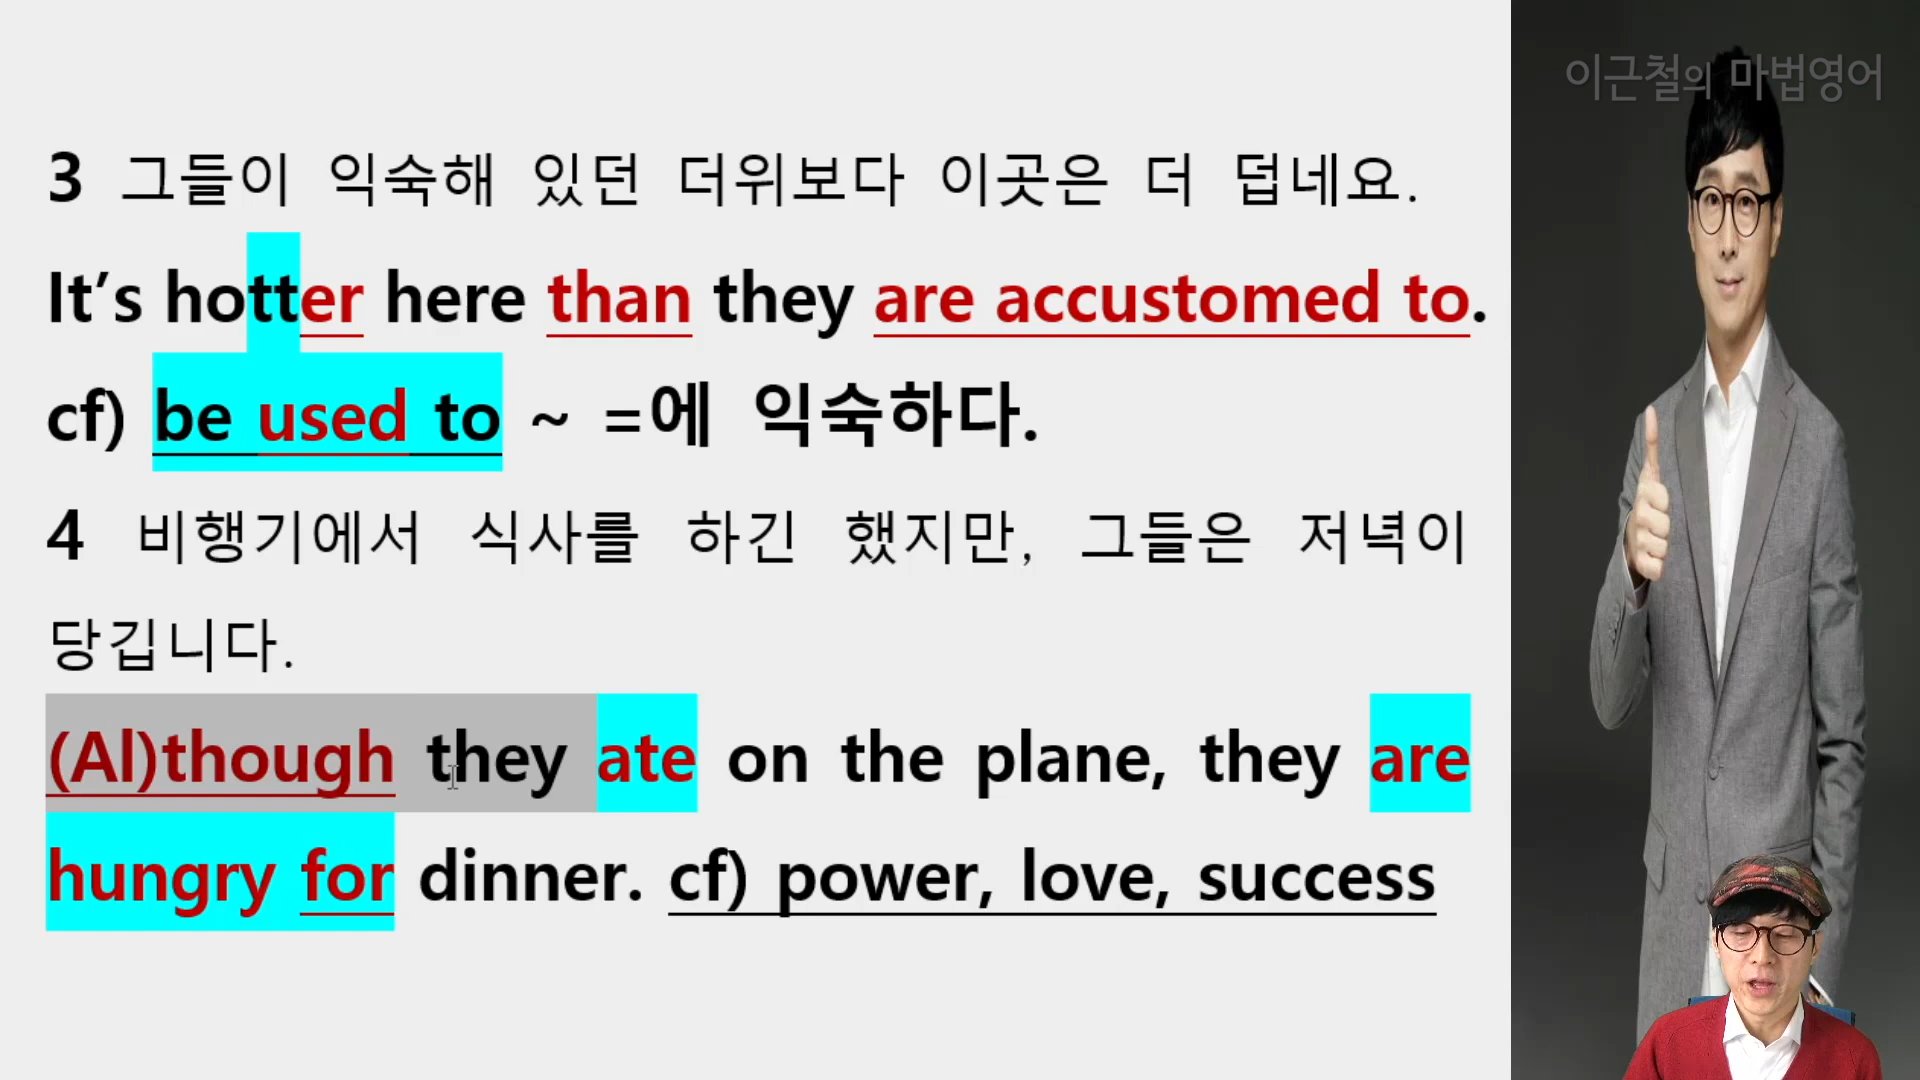 이근철의 마법영어
3 그들이 익숙해 있던 더위보다 이곳은 더 덥네요.
It’s hotter here than they are accustomed to.
cf) be used to ~ =에 익숙하다.
4 비행기에서 식사를 하긴 했지만, 그들은 저녁이
당깁니다.
(Al)though they ate on the plane, they are
hungry for dinner. cf) power, love, success